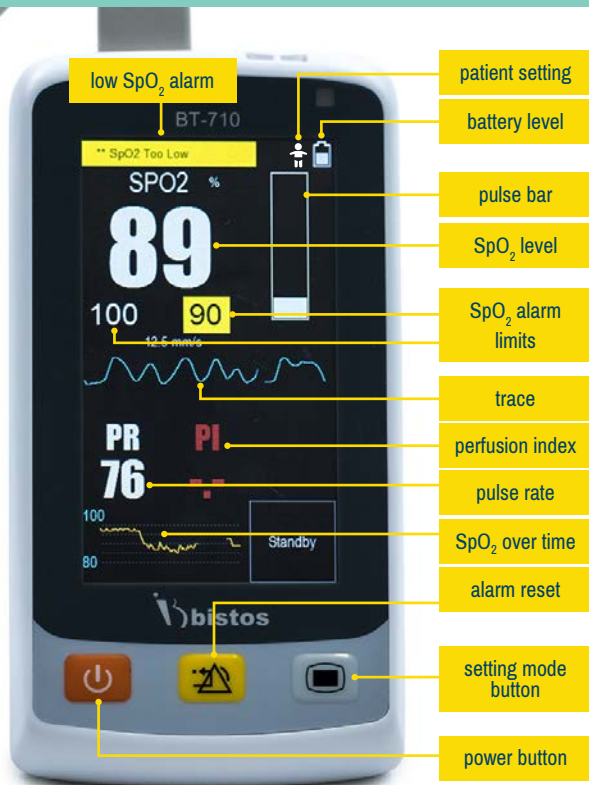 low SpO₂ alarm
patient setting
BT-710
battery level
** SpO2 Too Low
SPO2 %
pulse bar
89
SpO₂ level
100 90
SpO₂ alarm
limits
12.5 mm/s
trace
PR PI
perfusion index
76 -.-
pulse rate
100
SpO₂ over time
Standby
80
alarm reset
bistos
setting mode
button
power button